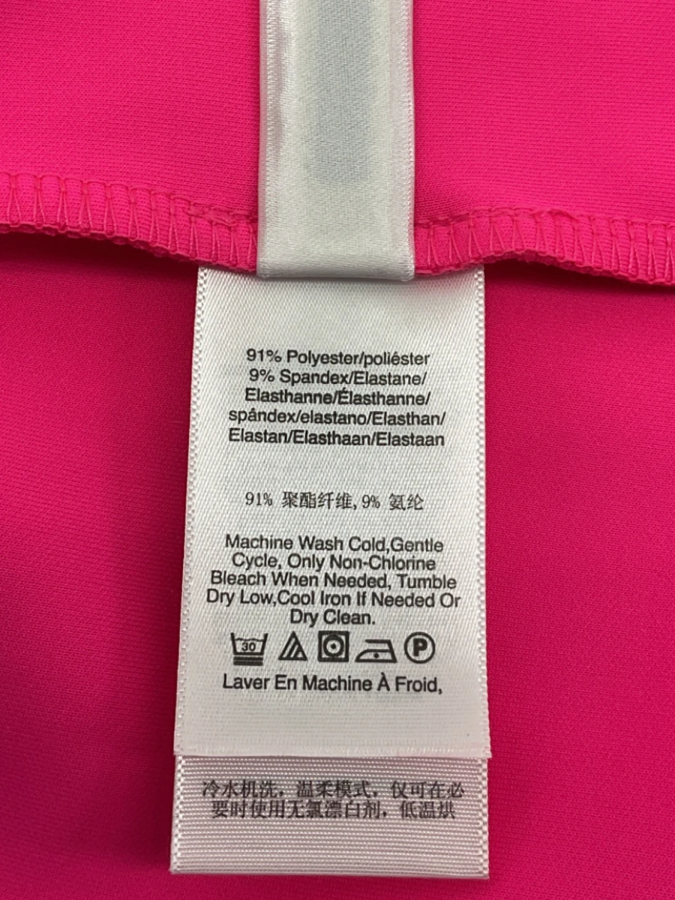 91% Polyester/poliéster
9% Spandex/Elastane/
Elasthanne/Élasthanne/
spândex/elastano/Elasthan/
Elastan/Elasthaan/Elastaan
91% 聚酯纤维,9% 氨纶
Machine Wash Cold,Gentle
Cycle, Only Non-Chlorine
Bleach When Needed, Tumble
Dry Low,Cool Iron If Needed Or
Dry Clean.
30 P
Laver En Machine À Froid,
冷水机洗，温柔模式，仅可在必
要时使用无氯漂白剂，低温烘